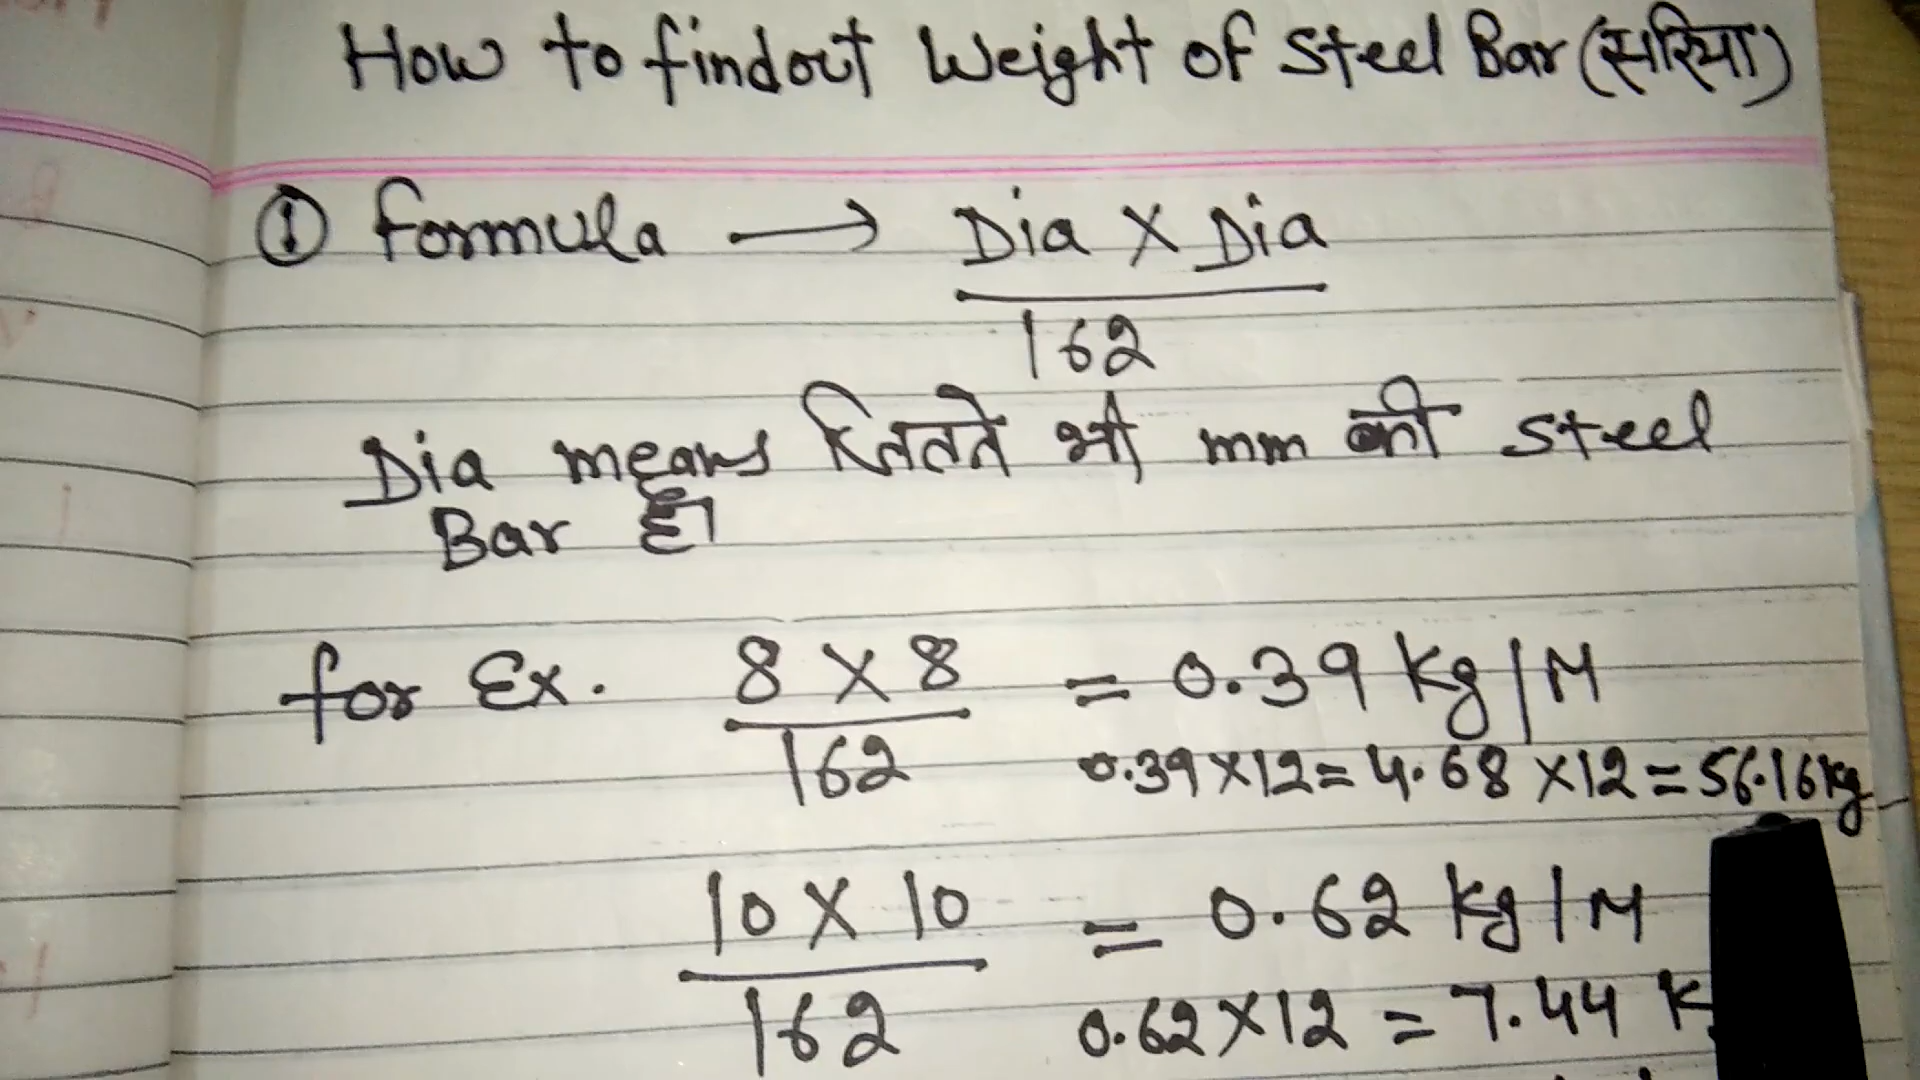 How to findout Weight of Steel Bar (सरिया)
① formula → Dia X Dia
162
Dia means जितने भी mm की steel
Bar हो
for Ex. 8 X 8 = 0.39 Kg/M
162 0.39X12=4.68 X12=56.16kg
10 X 10 = 0.62 Kg/M
162 0.62X12 = 7.44 K